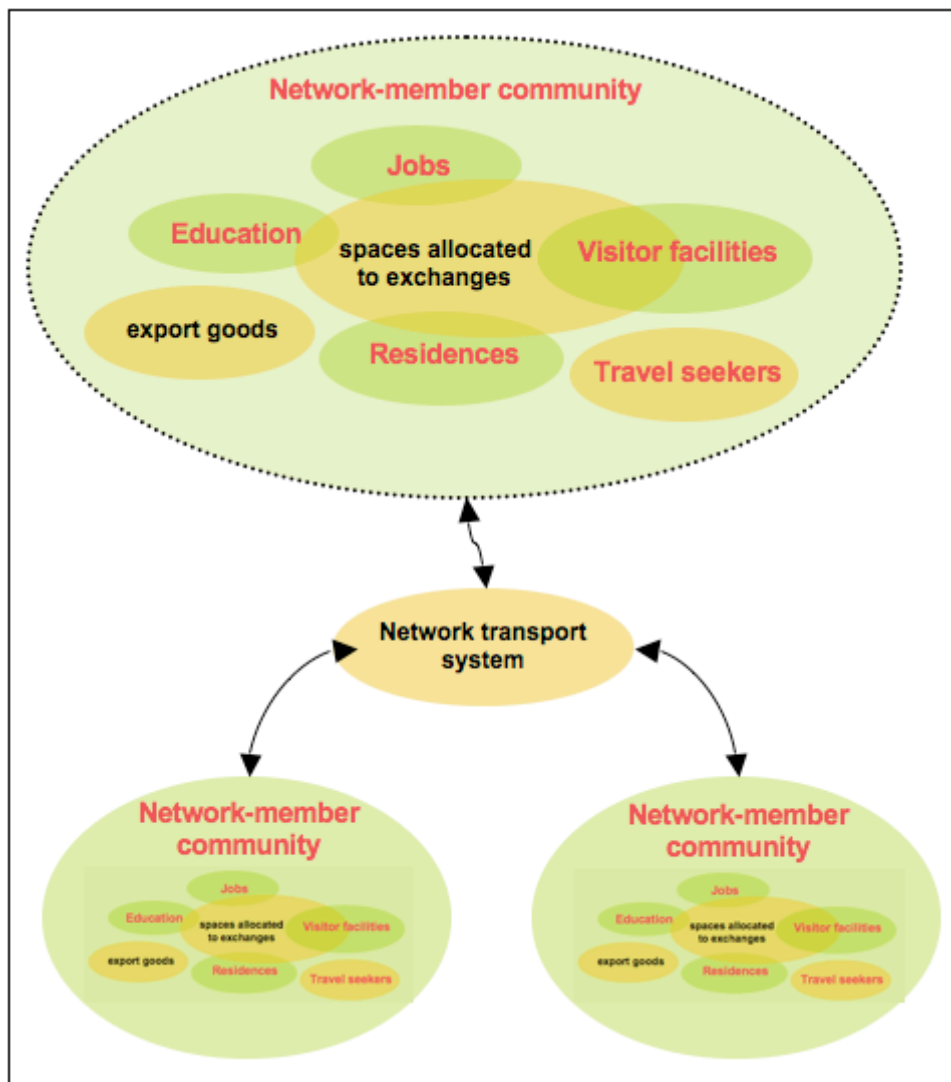 Network-member community
Jobs
Education
spaces allocated
to exchanges
Visitor facilities
export goods
Residences
Travel seekers
Network transport
system
Network-member
community
Jobs
Education
spaces allocated
to exchanges
Visitor facilities
export goods
Residences
Travel seekers
Network-member
community
Jobs
Education
spaces allocated
to exchanges
Visitor facilities
export goods
Residences
Travel seekers